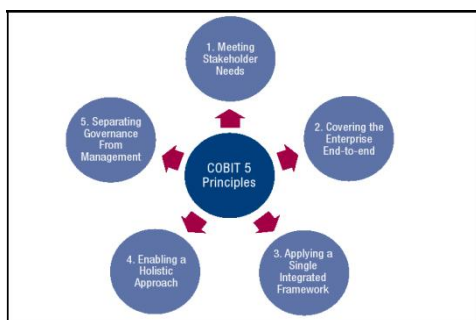 1. Meeting
Stakeholder
Needs
5. Separating
Governance
From
Management
2. Covering the
Enterprise
End-to-end
COBIT 5
Principles
4. Enabling a
Holistic
Approach
3. Applying a
Single
Integrated
Framework